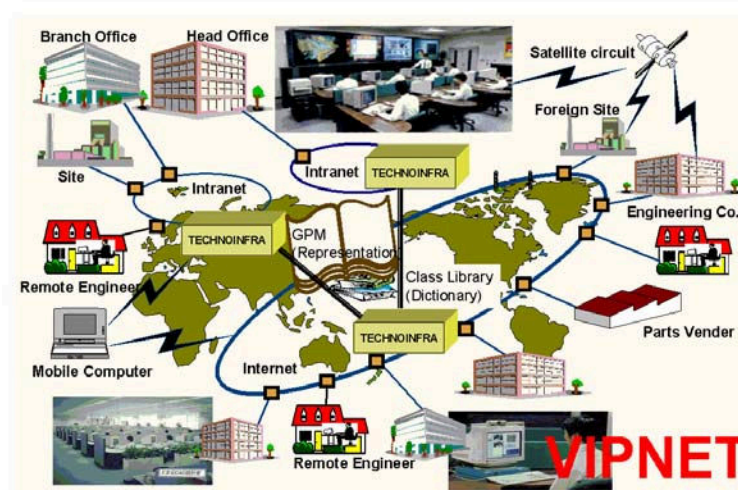 Branch Office
Head Office
Satellite circuit
Foreign Site
Site
Intranet
Intranet
TECHNOINFRA
Engineering Co.
TECHNOINFRA
GPM
(Representation)
Remote Engineer
Class Library
(Dictionary)
TECHNOINFRA
Parts Vender
Mobile Computer
Internet
Remote Engineer
VIPNET